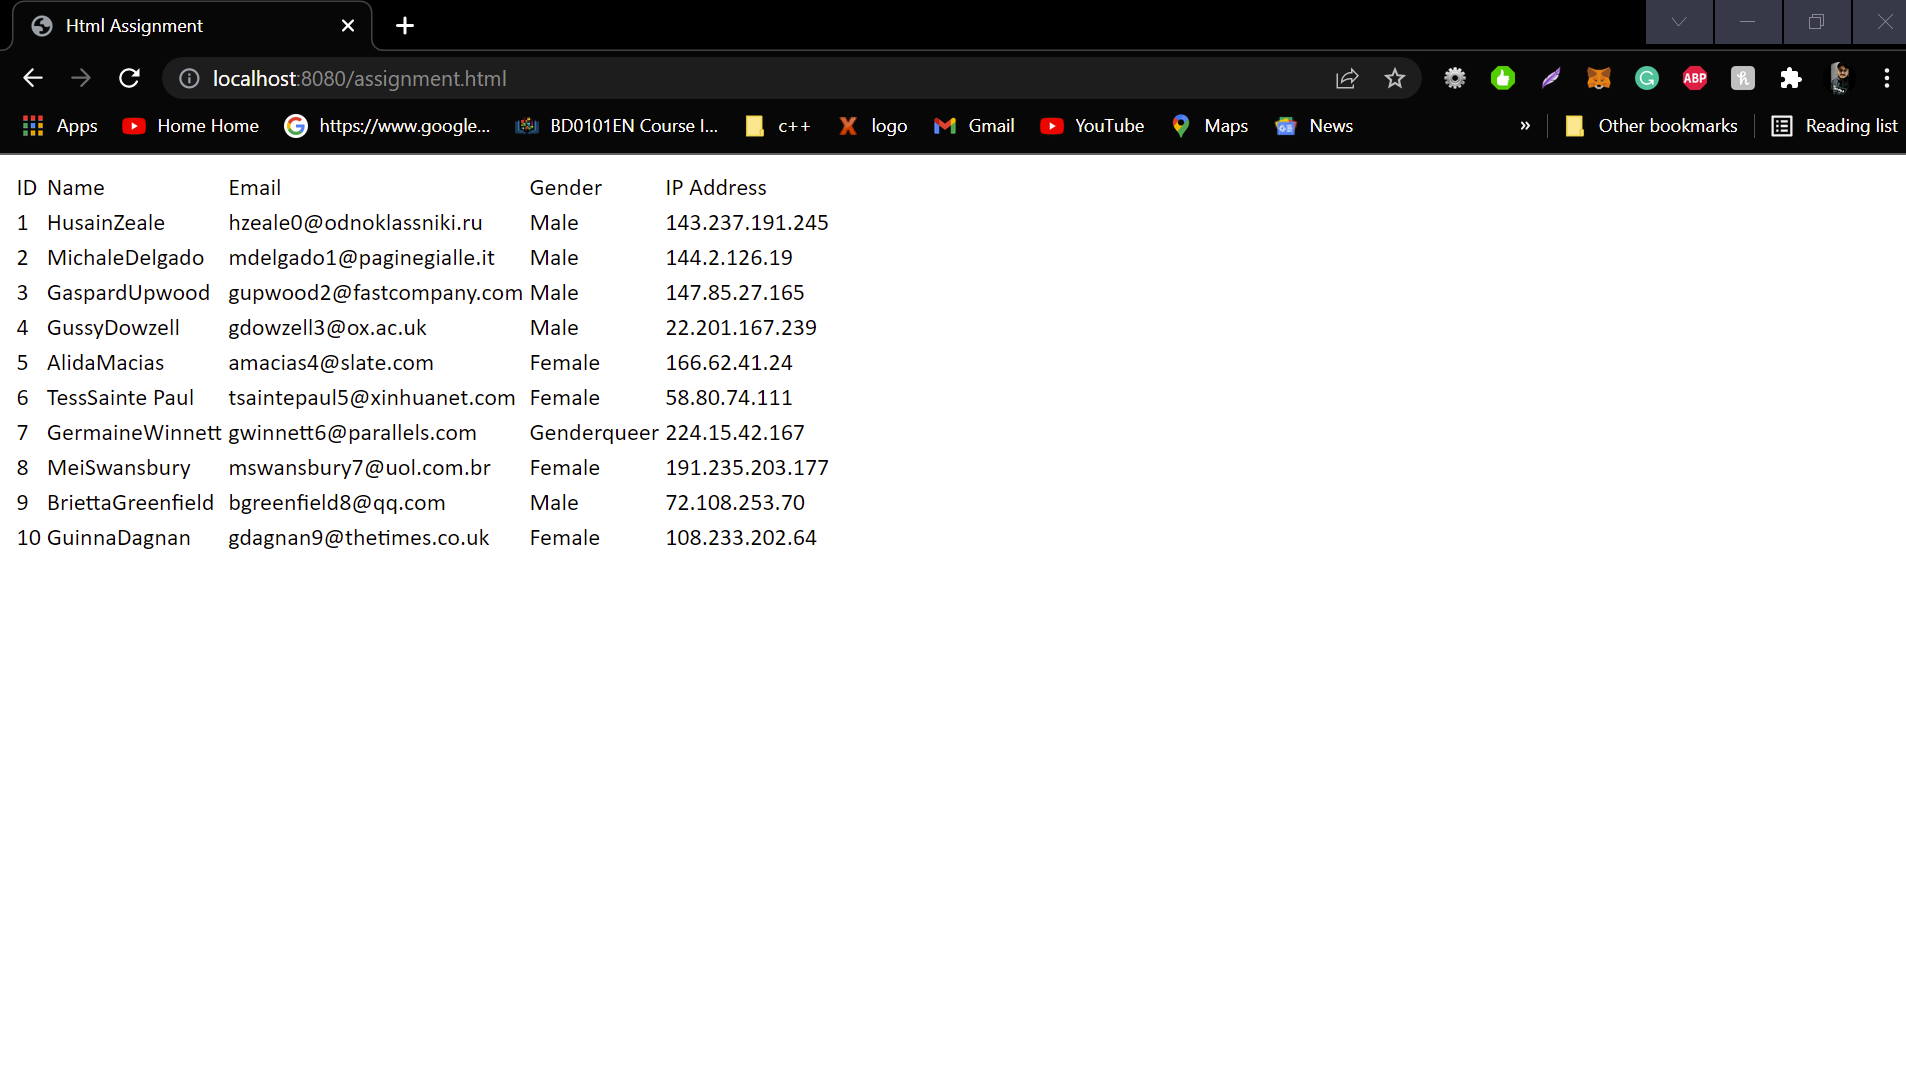 Html Assignment
localhost:8080/assignment.html
ABP
Apps Home Home https://www.google... BD0101EN Course I... c++ logo Gmail YouTube Maps News » Other bookmarks Reading list
ID Name Email Gender IP Address
1 HusainZeale hzeale0@odnoklassniki.ru Male 143.237.191.245
2 MichaleDelgado mdelgado1@paginegialle.it Male 144.2.126.19
3 GaspardUpwood gupwood2@fastcompany.com Male 147.85.27.165
4 GussyDowzell gdowzell3@ox.ac.uk Male 22.201.167.239
5 AlidaMacias amacias4@slate.com Female 166.62.41.24
6 TessSainte Paul tsaintepaul5@xinhuanet.com Female 58.80.74.111
7 GermaineWinnett gwinnett6@parallels.com Genderqueer 224.15.42.167
8 MeiSwansbury mswansbury7@uol.com.br Female 191.235.203.177
9 BriettaGreenfield bgreenfield8@qq.com Male 72.108.253.70
10 GuinnaDagnan gdagnan9@thetimes.co.uk Female 108.233.202.64